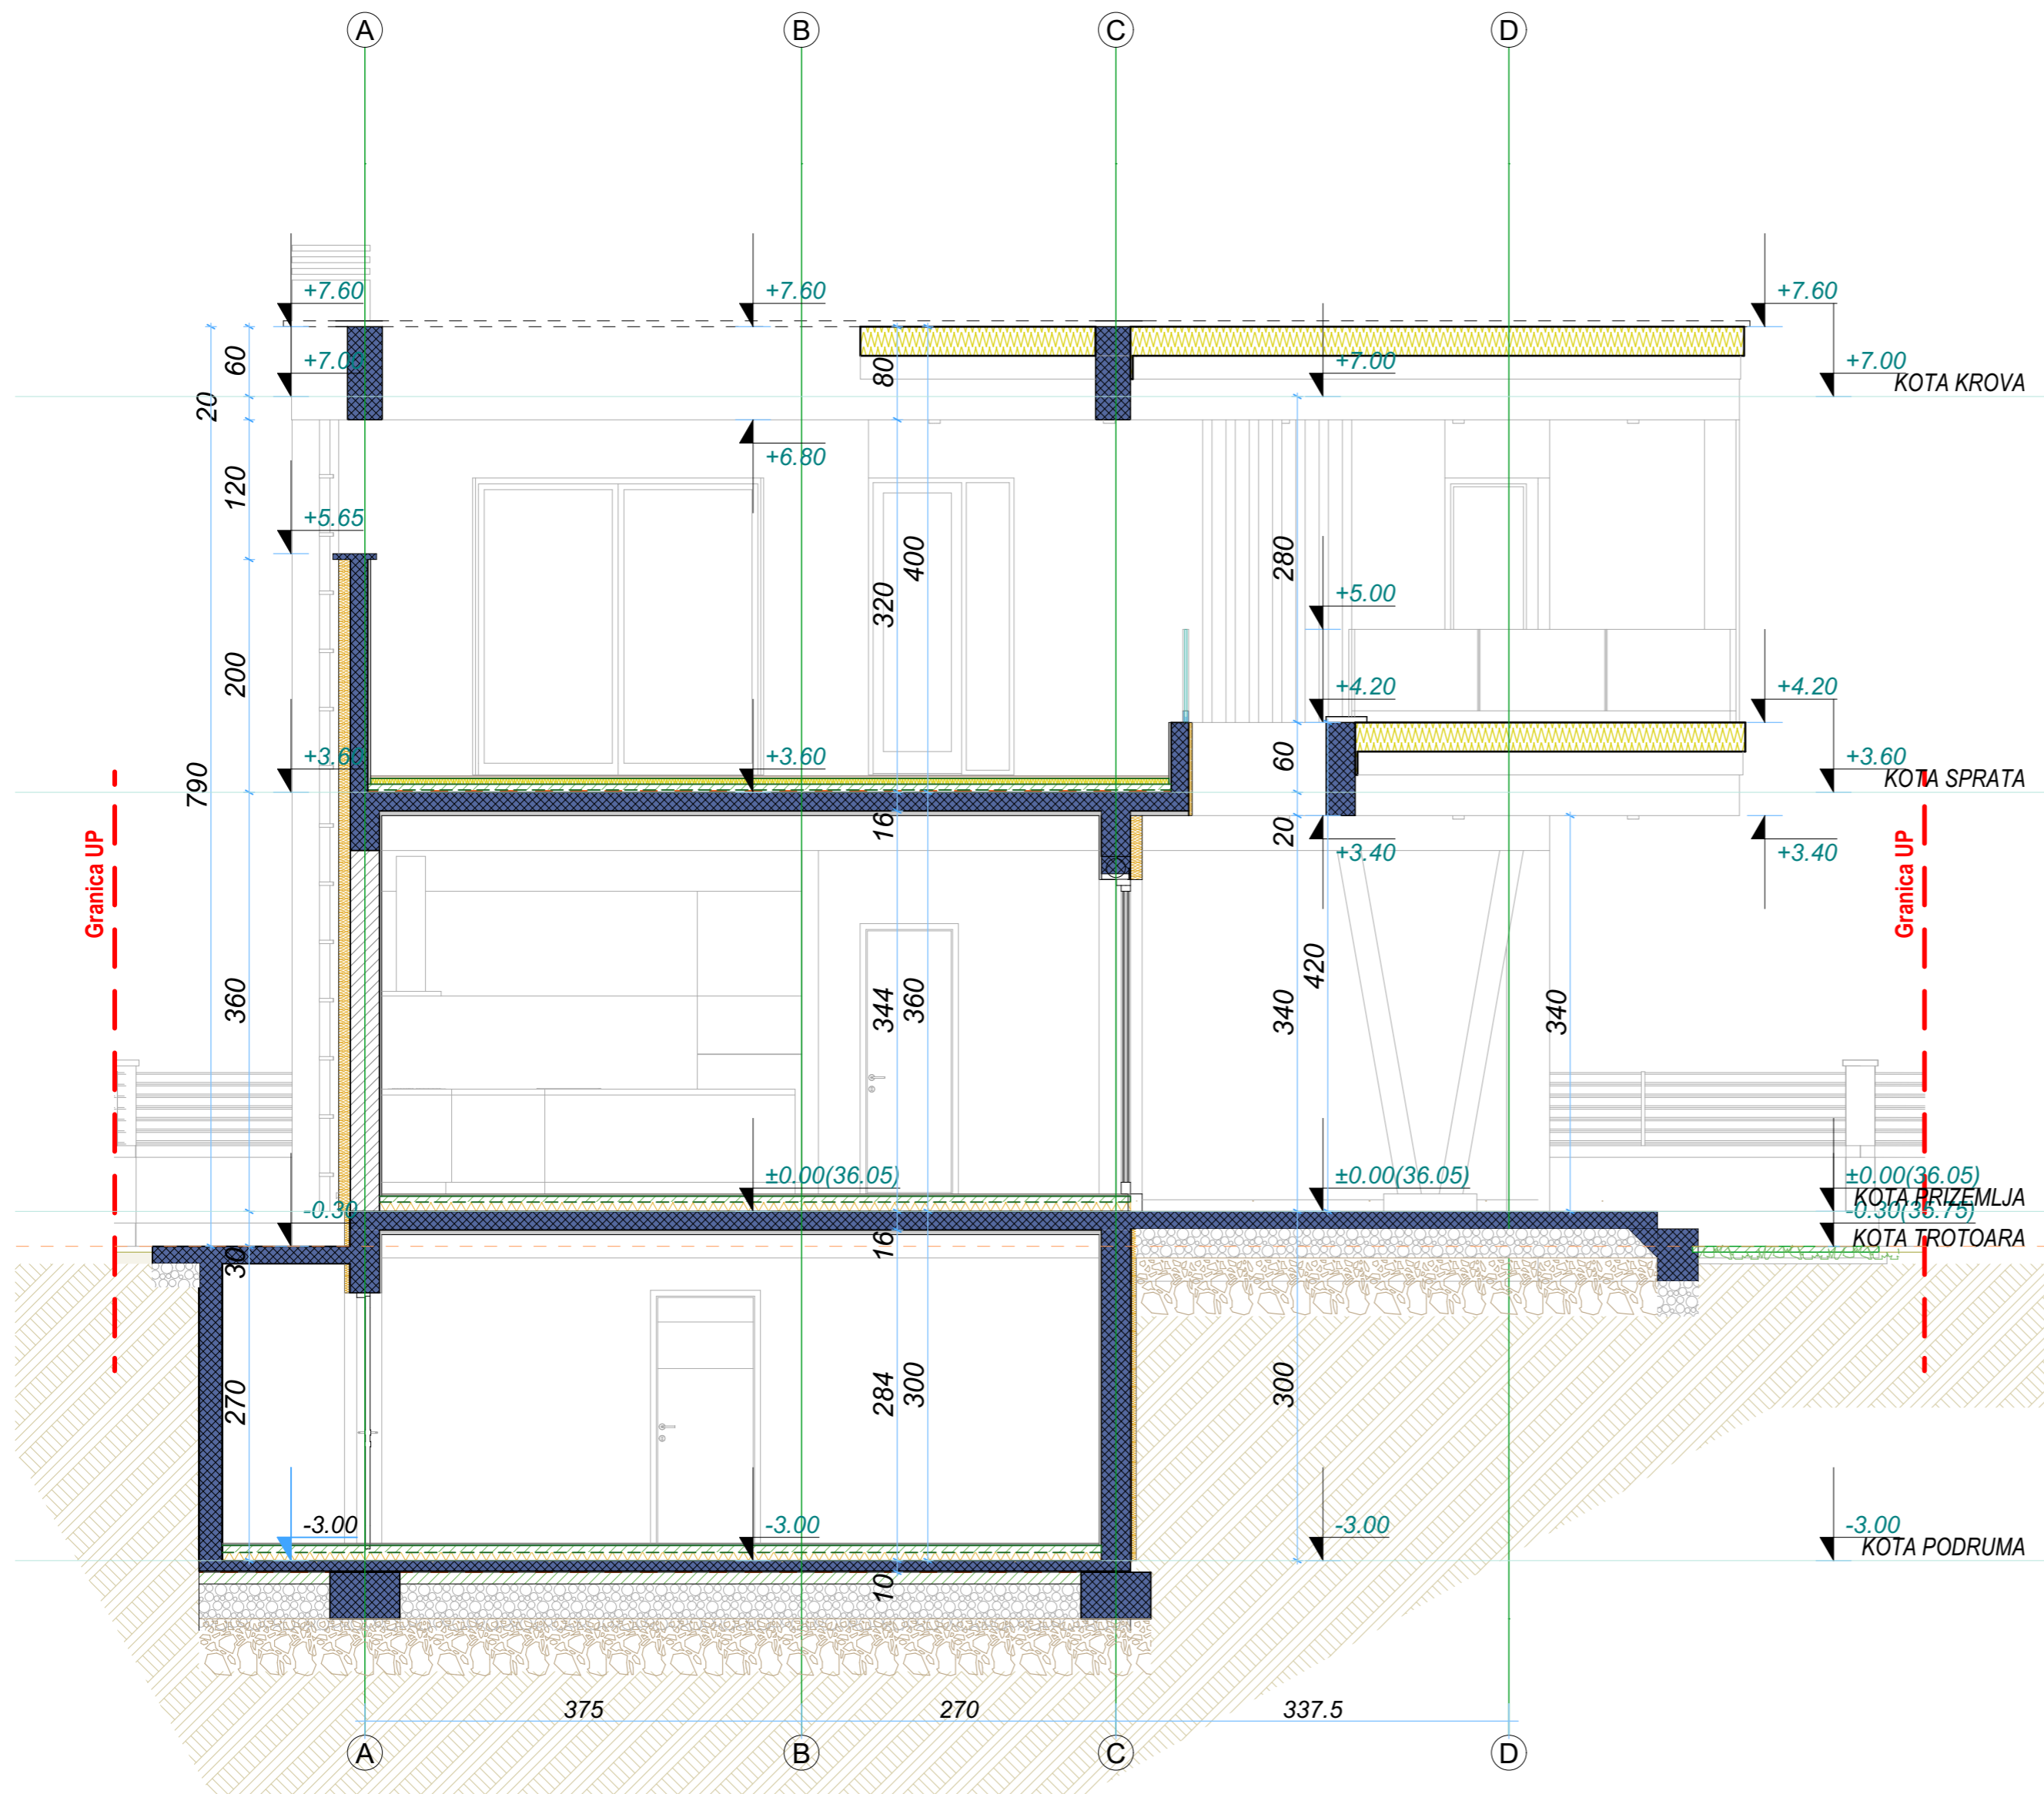 A B C D
+7.60 +7.60 +7.60
60 +7.00 80 +7.00 +7.00
KOTA KROVA
20
+6.80
120
+5.65
400
280
320
+5.00
200
+4.20 +4.20
+3.60 +3.60 60 +3.60
KOTA SPRATA
790
16 20
+3.40 +3.40
Granica UP
Granica UP
420
360 344 360 340 340
±0.00(36.05) ±0.00(36.05) ±0.00(36.05)
KOTA PRIZEMLJA
-0.30 -0.30(35.75)
KOTA TROTOARA
30 16
270 284 300 300
-3.00 -3.00 -3.00 -3.00
KOTA PODRUMA
10
375 270 337.5
A B C D